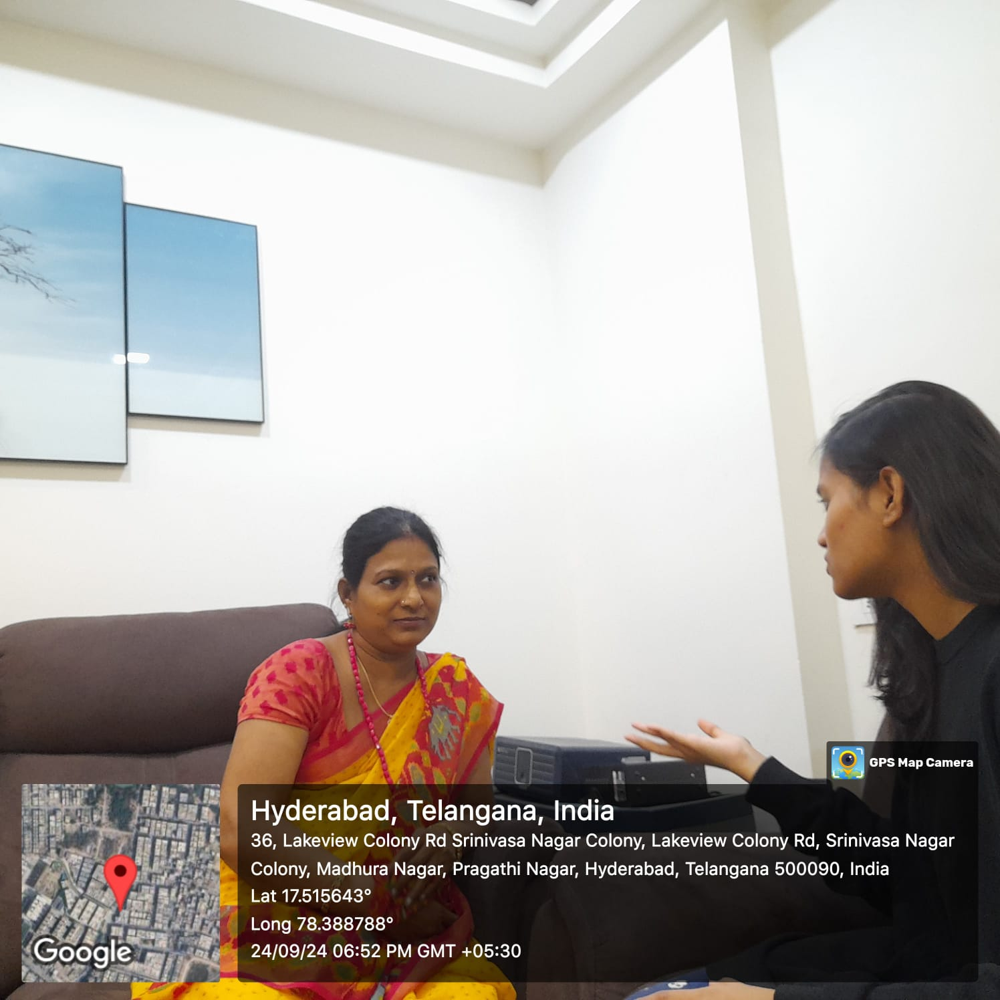 GPS Map Camera
Hyderabad, Telangana, India
36, Lakeview Colony Rd Srinivasa Nagar Colony, Lakeview Colony Rd, Srinivasa Nagar
Colony, Madhura Nagar, Pragathi Nagar, Hyderabad, Telangana 500090, India
Lat 17.515643°
Long 78.388788°
24/09/24 06:52 PM GMT +05:30
Google